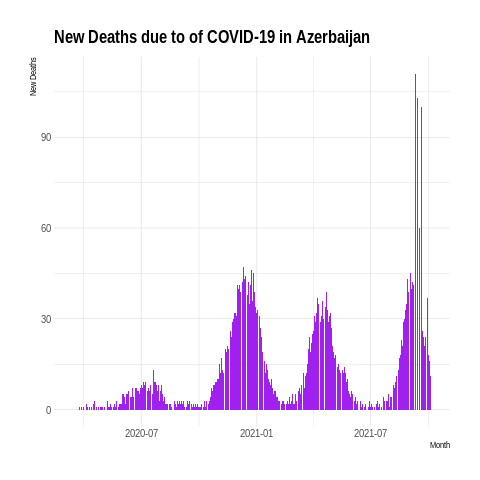 New Deaths due to of COVID-19 in Azerbaijan
New Deaths
90
60
30
0
2020-07 2021-01 2021-07
Month